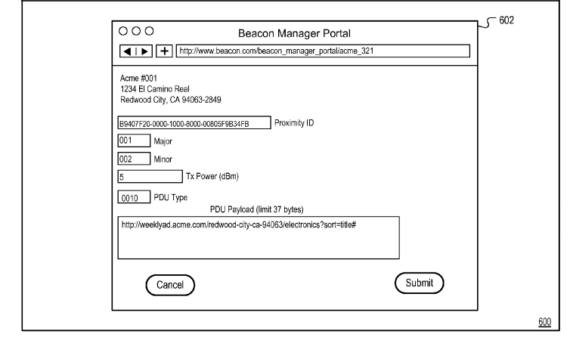 602
Beacon Manager Portal
http://www.beacon.com/beacon_manager_portal/acme_321
Acme #001
1234 El Camino Real
Redwood City, CA 94063-2849
B9407F20-0000-1000-8000-00805F9B34FB Proximity ID
001 Major
002 Minor
5 Tx Power (dBm)
0010 PDU Type
PDU Payload (limit 37 bytes)
http://weeklyad.acme.com/redwood-city-ca-94063/electronics?sort=title#
Cancel Submit
600